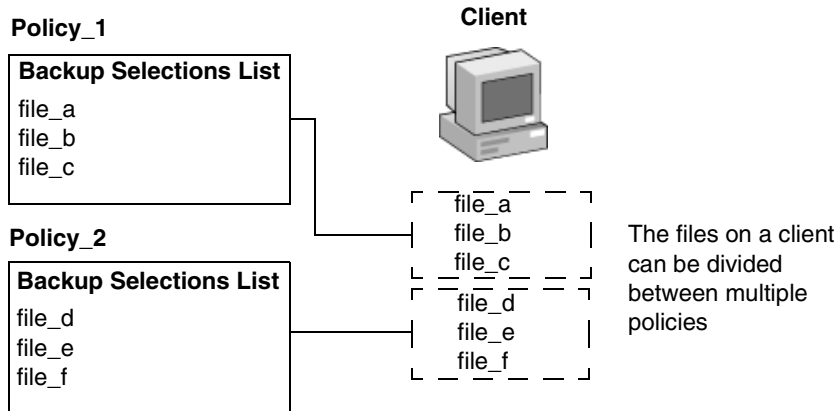 Policy_1
Backup Selections List
file_a
file_b
file_c
Client
file_a
file_b
file_c
Policy_2
Backup Selections List
file_d
file_e
file_f
file_d
file_e
file_f
The files on a client
can be divided
between multiple
policies